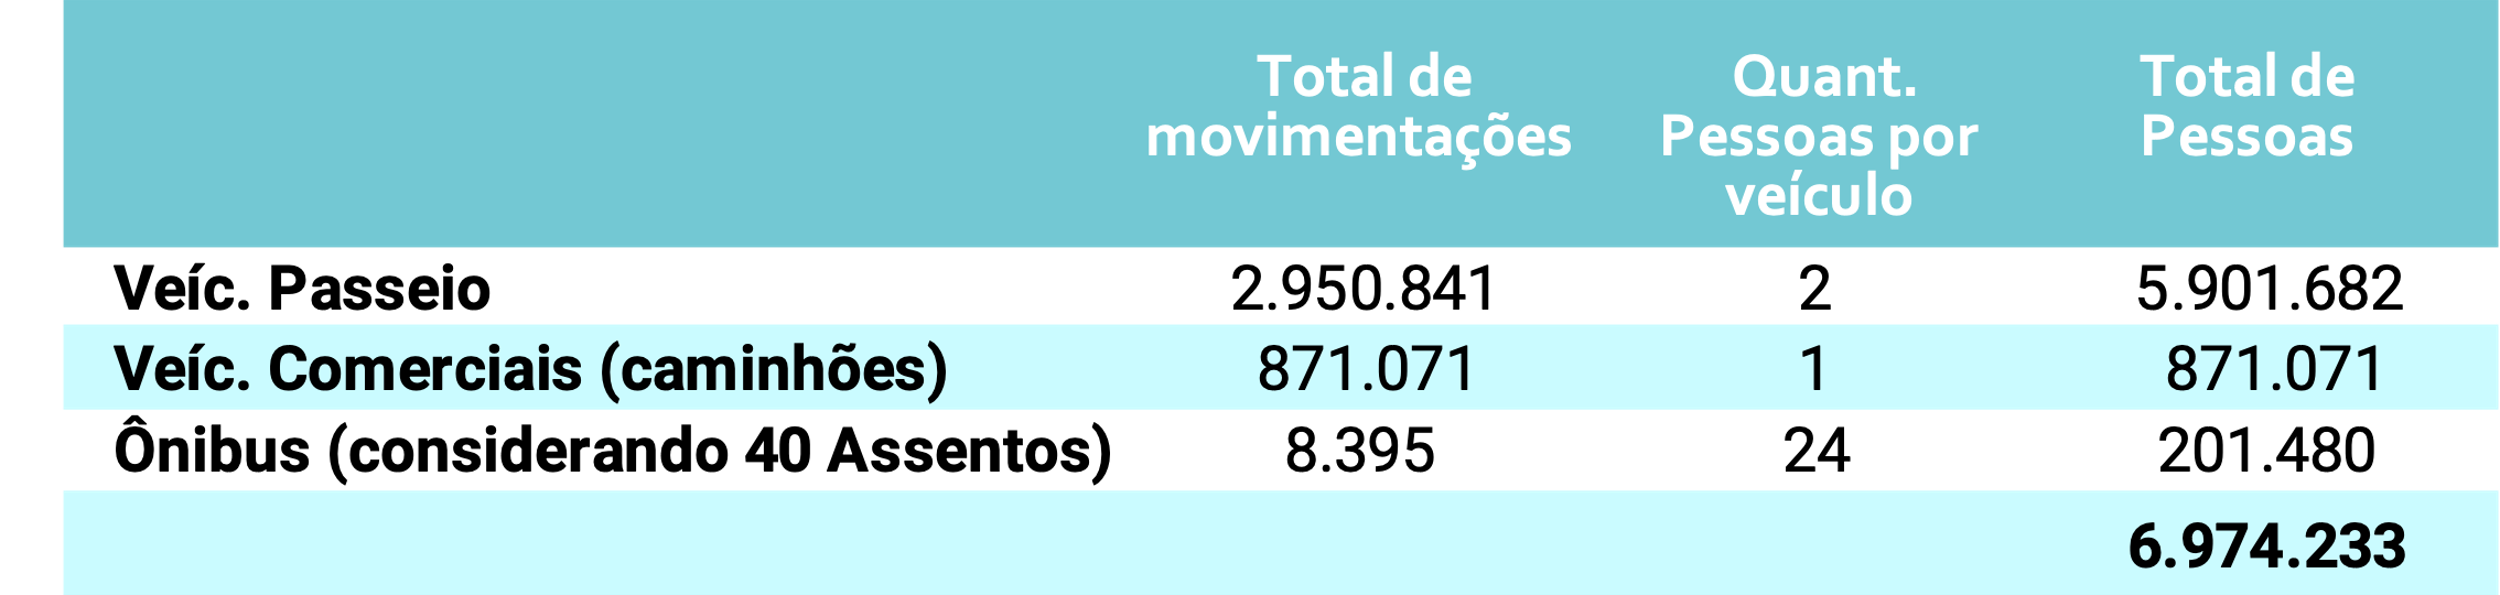 Total de movimentações
Quant. Pessoas por veículo
Total de Pessoas
Veíc. Passeio 2.950.841 2 5.901.682
Veíc. Comerciais (caminhões) 871.071 1 871.071
Ônibus (considerando 40 Assentos) 8.395 24 201.480
6.974.233